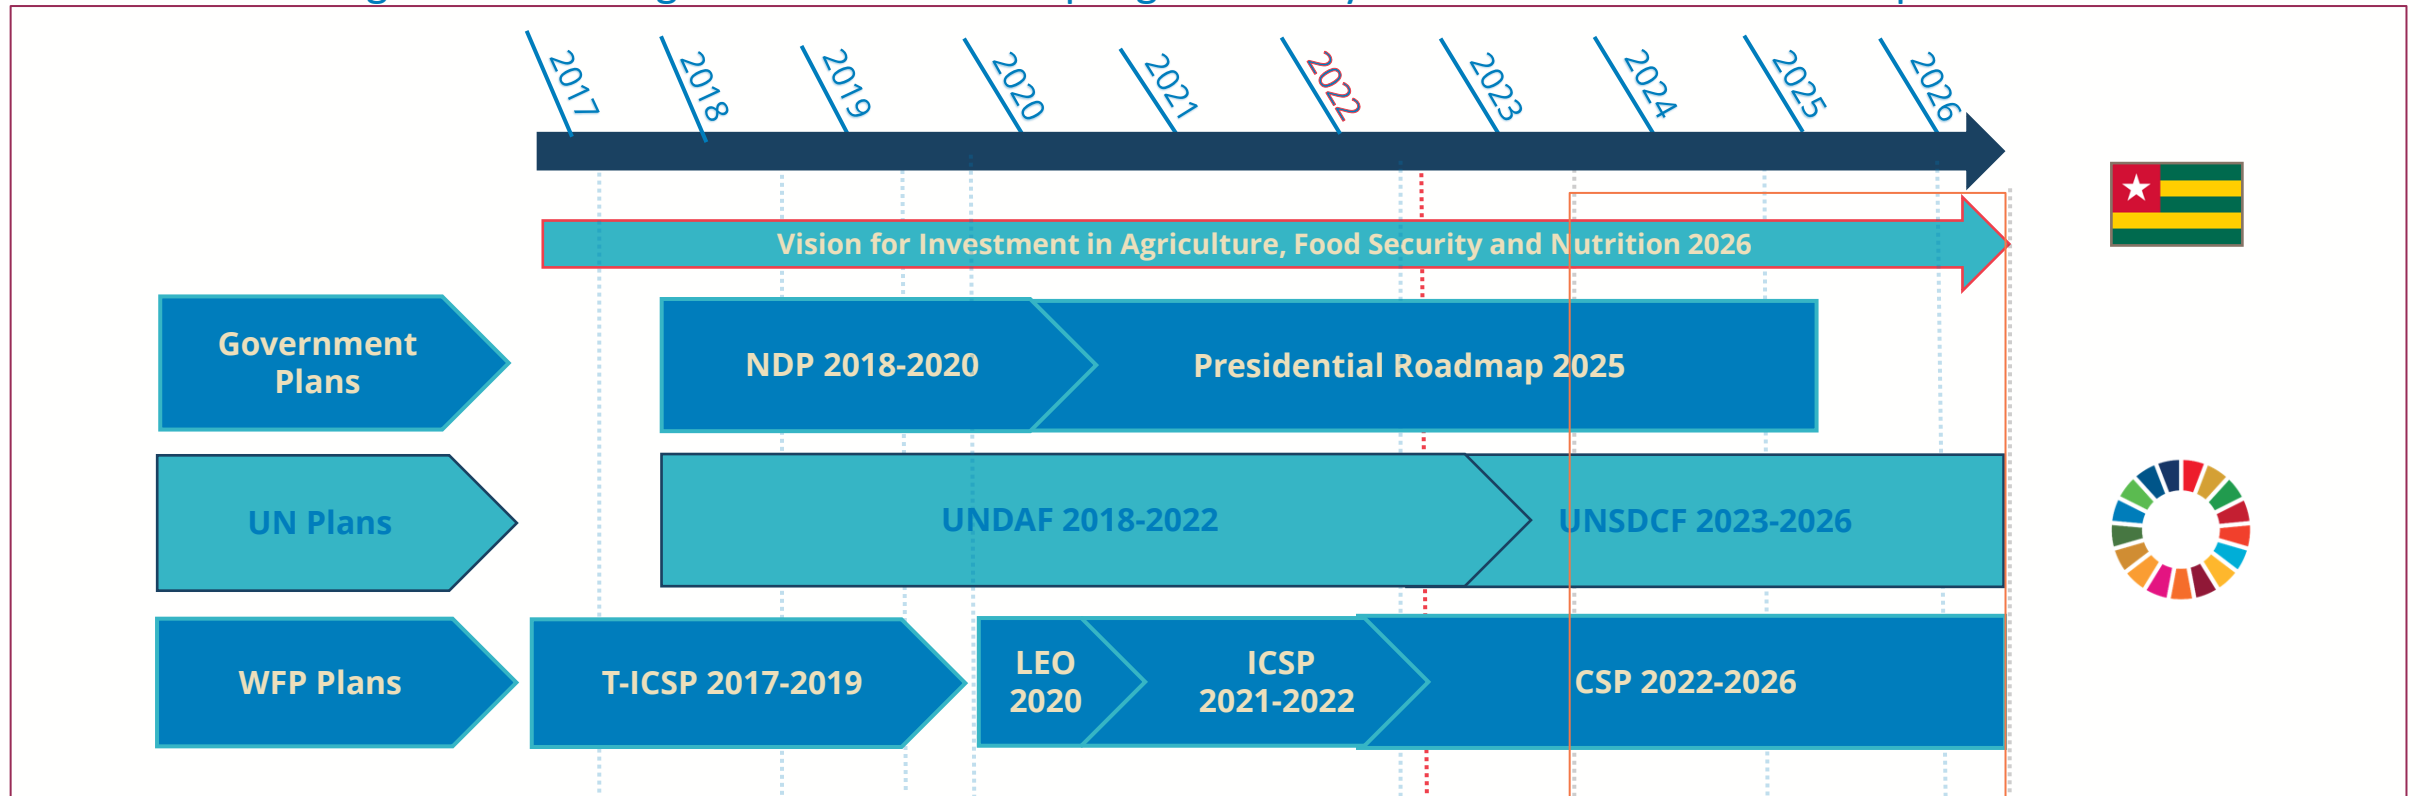 2017
2018
2019
2020
2021
2022
2023
2024
2025
2026
Vision for Investment in Agriculture, Food Security and Nutrition 2026
Government
Plans
NDP 2018-2020
Presidential Roadmap 2025
UN Plans
UNDAF 2018-2022
UNSDCF 2023-2026
WFP Plans
T-ICSP 2017-2019
LEO
2020
ICSP
2021-2022
CSP 2022-2026